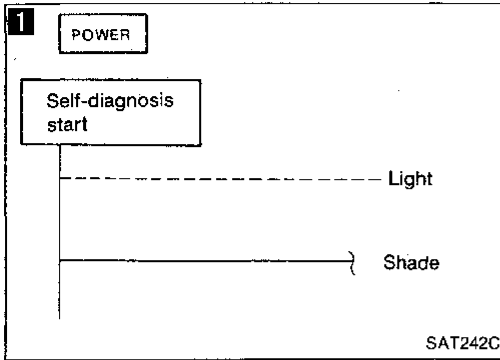 1
POWER
Self-diagnosis
start
Light
Shade
SAT242C